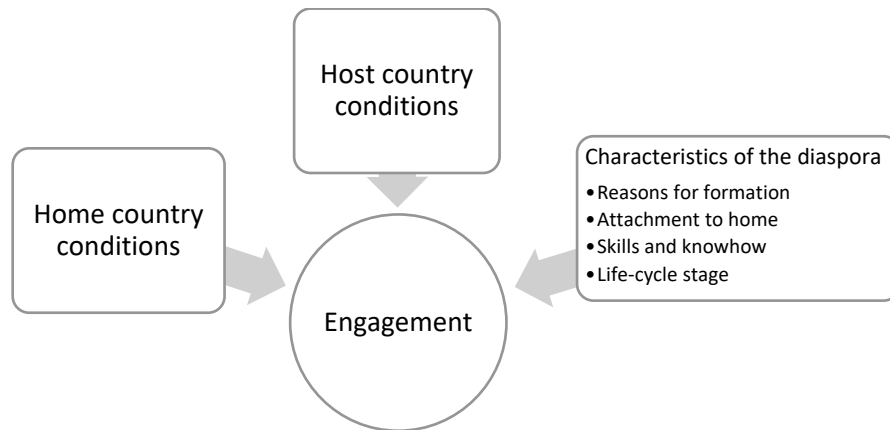 Host country
conditions
Home country
conditions
Characteristics of the diaspora
•Reasons for formation
•Attachment to home
•Skills and knowhow
•Life-cycle stage
Engagement